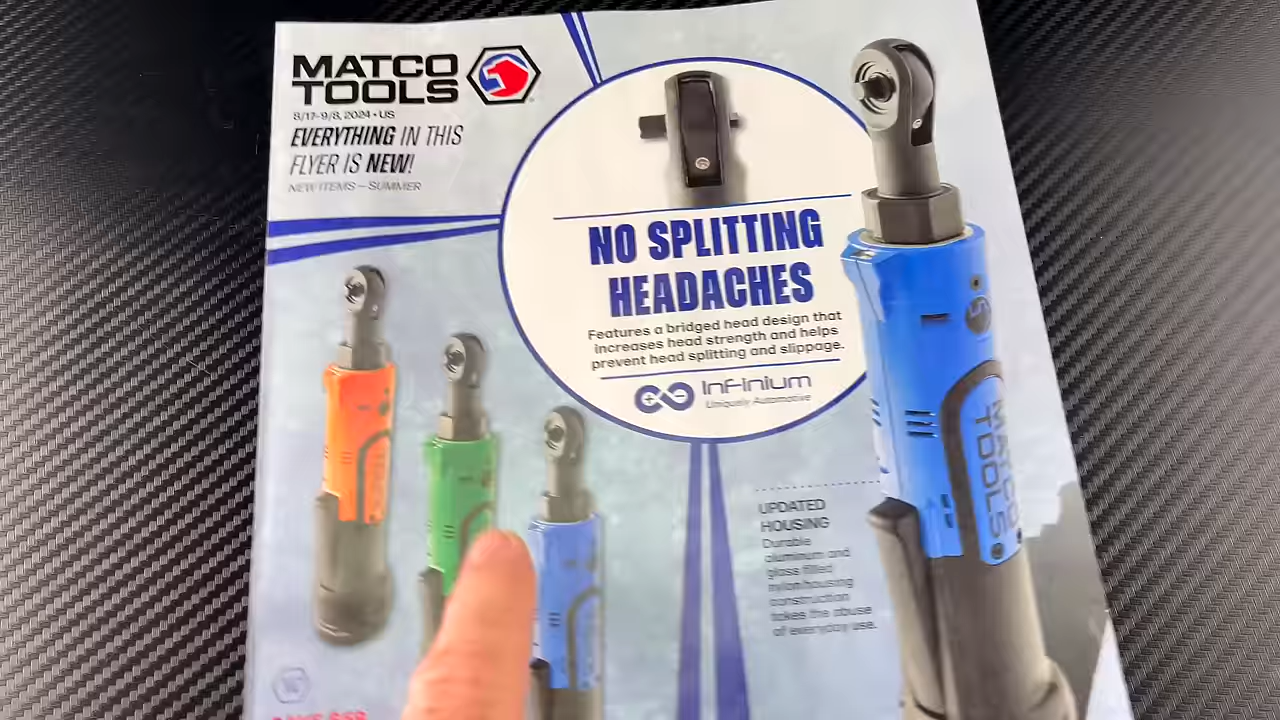 MATCO
TOOLS
8/17-9/8, 2024 • US
EVERYTHING IN THIS
FLYER IS NEW!
NEW ITEMS – SUMMER
NO SPLITTING
HEADACHES
Features a bridged head design that
increases head strength and helps
prevent head splitting and slippage.
INFINIUM
Uniquely Automotive
UPDATED
HOUSING
Durable
aluminum and
glass filled
nylon housing
construction
takes the abuse
of everyday use.
MATCO
TOOLS